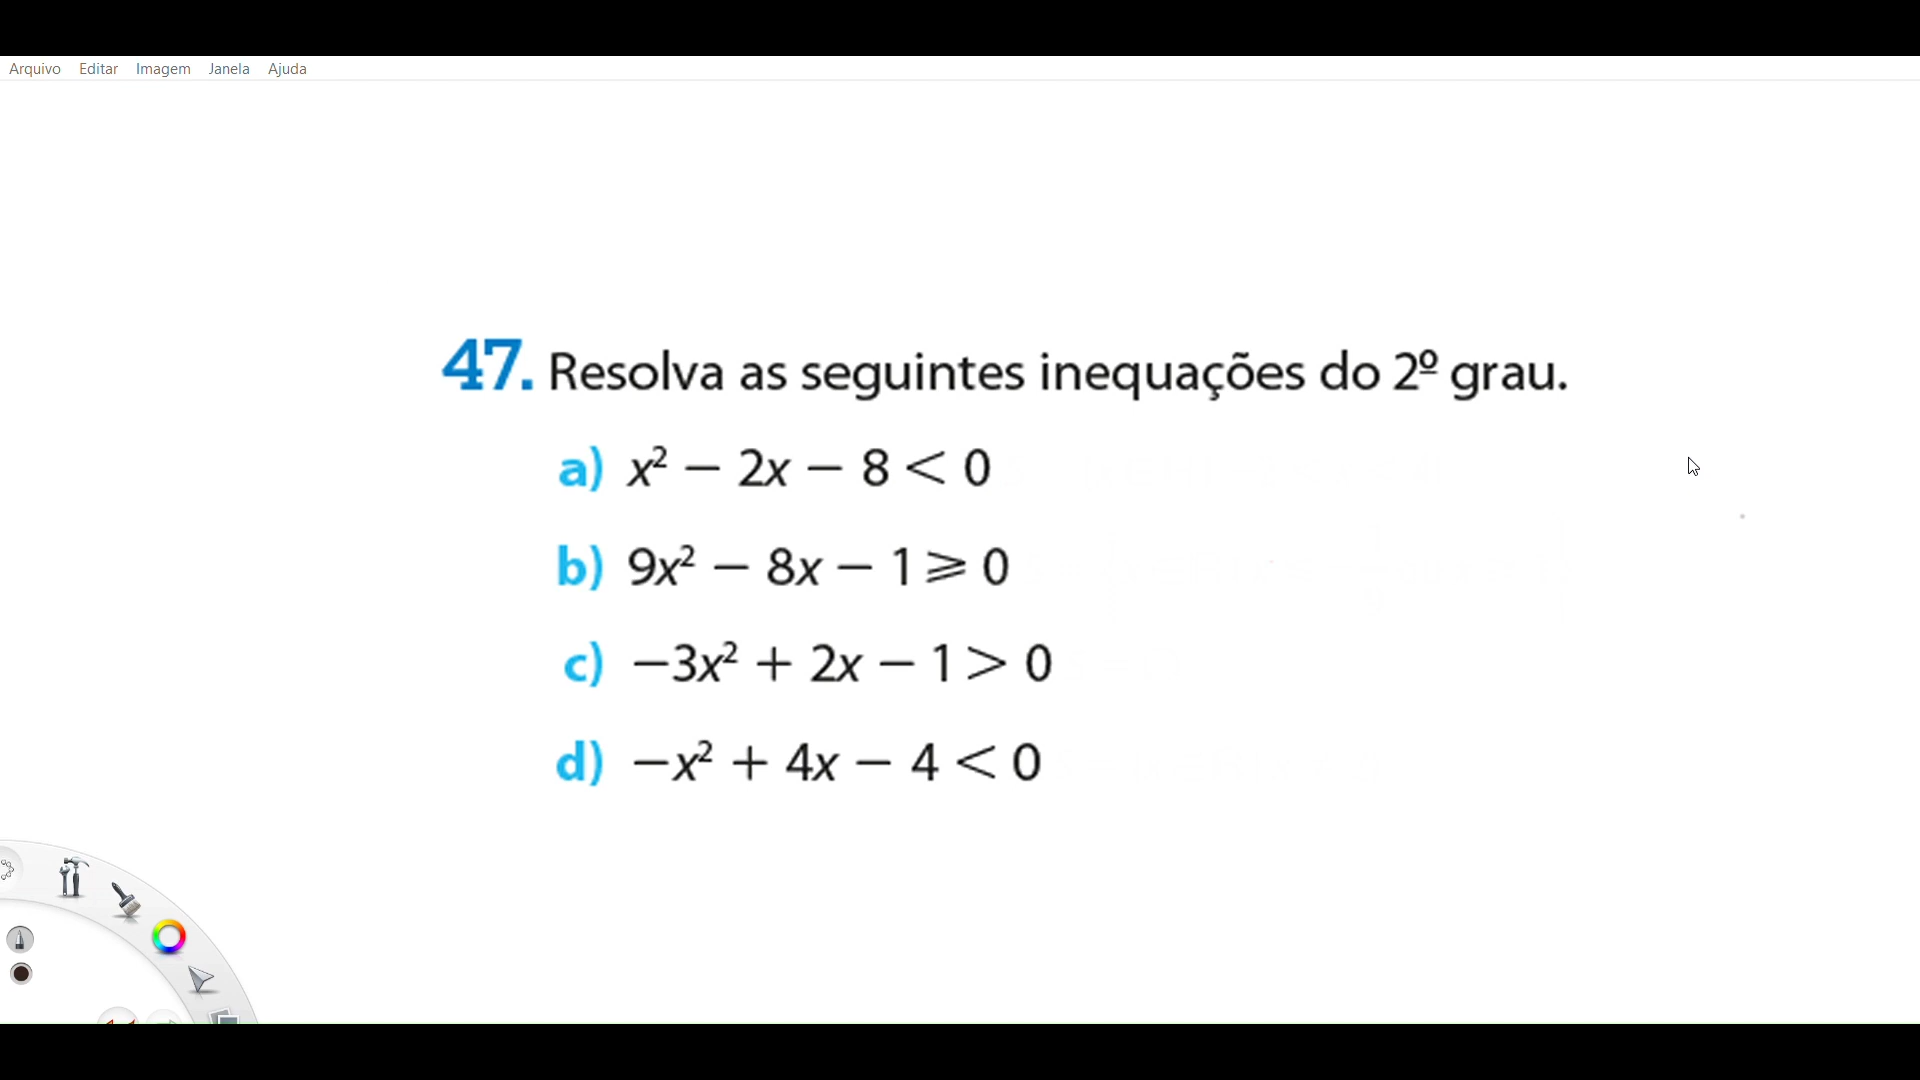 Arquivo Editar Imagem Janela Ajuda
47. Resolva as seguintes inequações do 2º grau.
a) x² − 2x − 8 < 0
b) 9x² − 8x − 1 ⩾ 0
c) −3x² + 2x − 1 > 0
d) −x² + 4x − 4 < 0